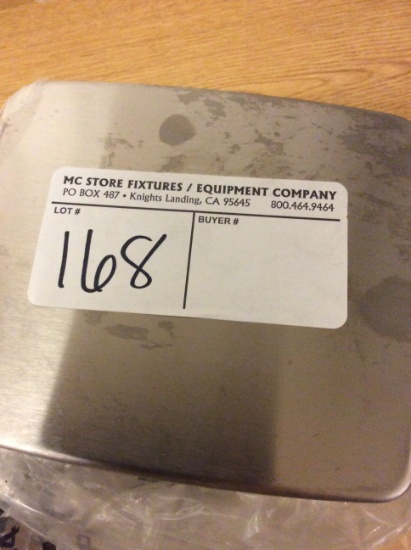 MC STORE FIXTURES / EQUIPMENT COMPANY
PO BOX 487 • Knights Landing, CA 95645 800.464.9464
LOT # BUYER #
168